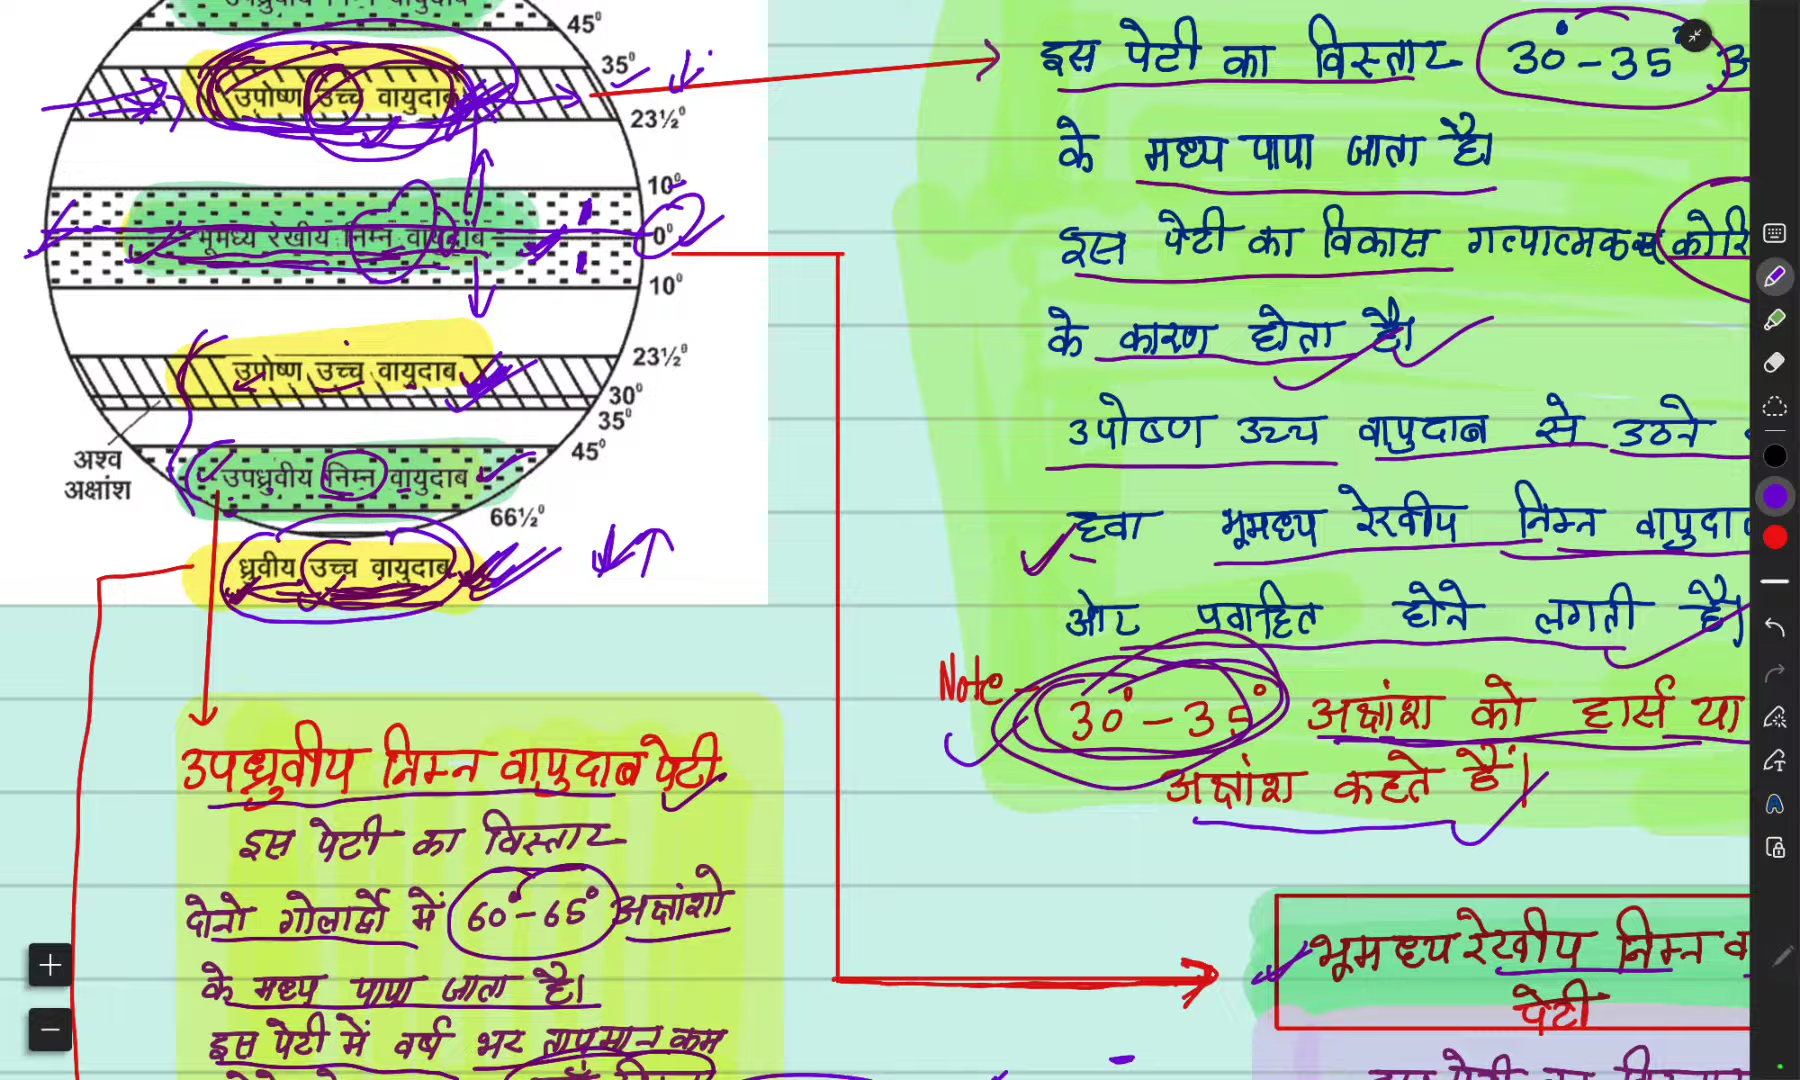 उपध्रुवीय निम्न वायुदाब
45°
35°
उपोष्ण उच्च वायुदाब
23½°
10°
भूमध्य रेखीय निम्न वायुदाब
0°
10°
23½°
उपोष्ण उच्च वायुदाब
30°
35°
45°
अश्व
अक्षांश
उपध्रुवीय निम्न वायुदाब
66½°
ध्रुवीय उच्च वायुदाब
इस पेटी का विस्तार 30° - 35°
के मध्य पाया जाता है।
इस पेटी का विकास गत्यात्मक
के कारण होता है।
उपोष्ण उच्च वायुदाब से उठने
हवा भूमध्य रेखीय निम्न वायुदाब
ओर प्रवाहित होने लगती है।
Note - 30° - 35° अक्षांश को हार्स या
अक्षांश कहते हैं।
उपध्रुवीय निम्न वायुदाब पेटी
इस पेटी का विस्तार
दोनो गोलार्द्धो में 60° - 65° अक्षांशो
के मध्य पाया जाता है।
इस पेटी में वर्ष भर तापमान कम
भूमध्य रेखीय निम्न
पेटी